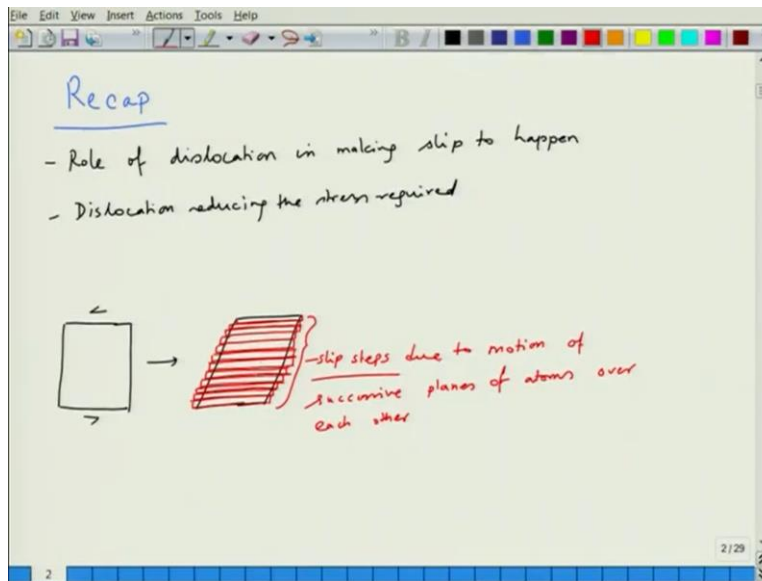 File Edit View Insert Actions Tools Help
B I
Recap
- Role of dislocation in making slip to happen
- Dislocation reducing the stress required
- slip steps due to motion of
successive planes of atoms over
each other
2/29
2